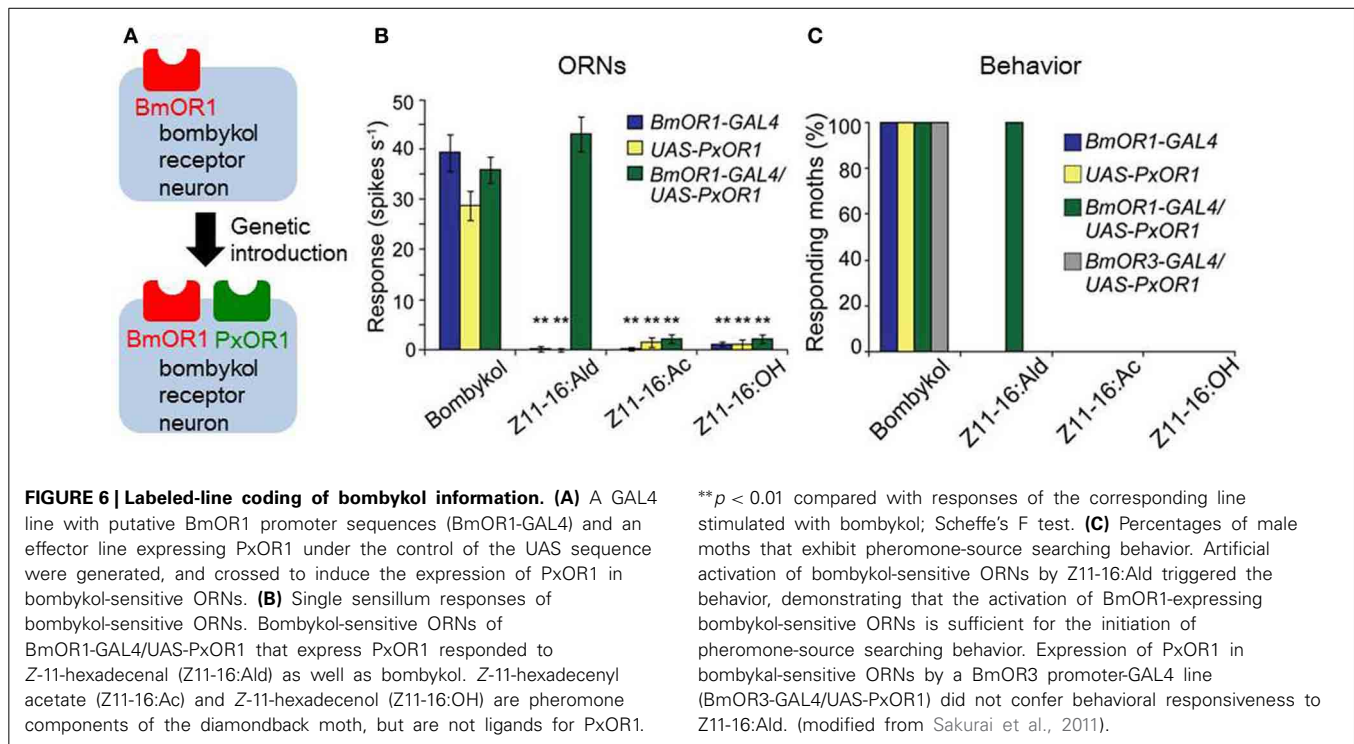 A
BmOR1
bombykol
receptor
neuron
Genetic
introduction
BmOR1 PxOR1
bombykol
receptor
neuron
B
ORNs
Response (spikes s⁻¹)
50
40
30
20
10
0
BmOR1-GAL4
UAS-PxOR1
BmOR1-GAL4/
UAS-PxOR1
** ** ** ** ** ** ** **
Bombykol
Z11-16:Ald
Z11-16:Ac
Z11-16:OH
C
Behavior
Responding moths (%)
100
80
60
40
20
0
BmOR1-GAL4
UAS-PxOR1
BmOR1-GAL4/
UAS-PxOR1
BmOR3-GAL4/
UAS-PxOR1
Bombykol
Z11-16:Ald
Z11-16:Ac
Z11-16:OH
FIGURE 6 | Labeled-line coding of bombykol information. (A) A GAL4
line with putative BmOR1 promoter sequences (BmOR1-GAL4) and an
effector line expressing PxOR1 under the control of the UAS sequence
were generated, and crossed to induce the expression of PxOR1 in
bombykol-sensitive ORNs. (B) Single sensillum responses of
bombykol-sensitive ORNs. Bombykol-sensitive ORNs of
BmOR1-GAL4/UAS-PxOR1 that express PxOR1 responded to
Z-11-hexadecenal (Z11-16:Ald) as well as bombykol. Z-11-hexadecenyl
acetate (Z11-16:Ac) and Z-11-hexadecenol (Z11-16:OH) are pheromone
components of the diamondback moth, but are not ligands for PxOR1.
**p < 0.01 compared with responses of the corresponding line
stimulated with bombykol; Scheffe's F test. (C) Percentages of male
moths that exhibit pheromone-source searching behavior. Artificial
activation of bombykol-sensitive ORNs by Z11-16:Ald triggered the
behavior, demonstrating that the activation of BmOR1-expressing
bombykol-sensitive ORNs is sufficient for the initiation of
pheromone-source searching behavior. Expression of PxOR1 in
bombykal-sensitive ORNs by a BmOR3 promoter-GAL4 line
(BmOR3-GAL4/UAS-PxOR1) did not confer behavioral responsiveness to
Z11-16:Ald. (modified from Sakurai et al., 2011).